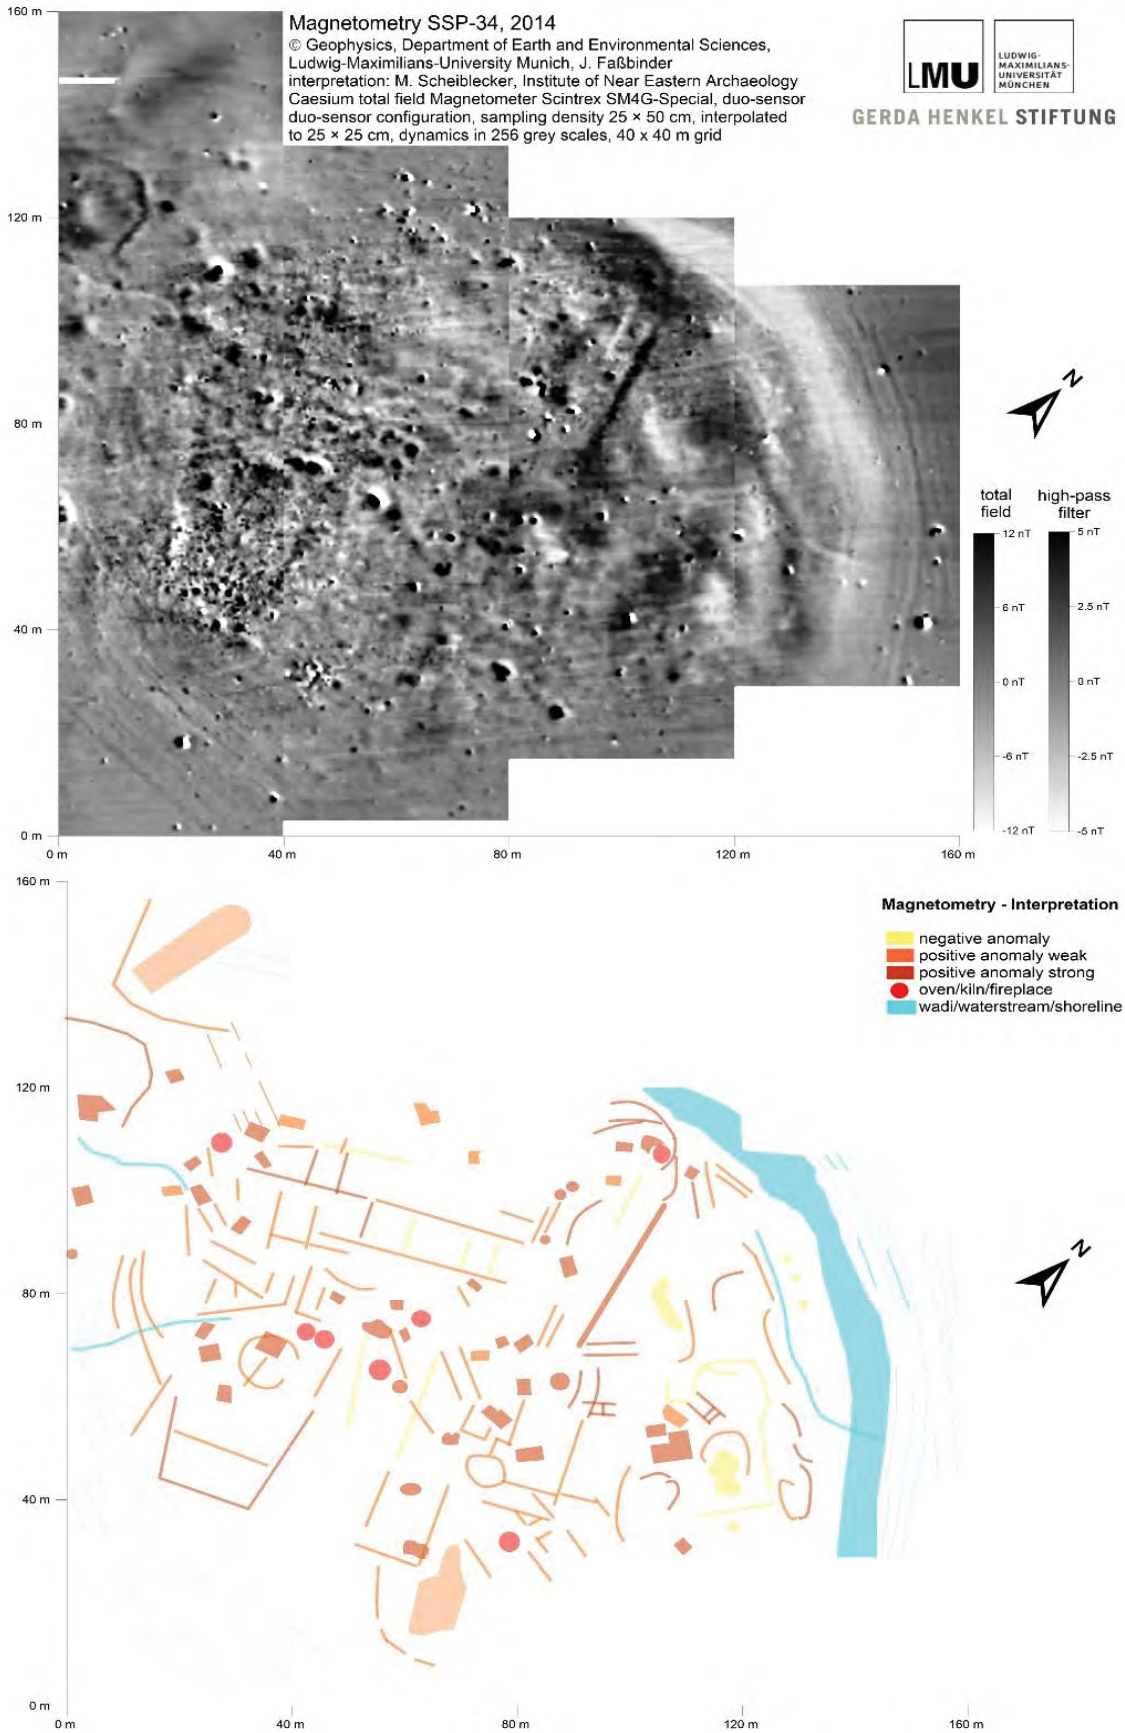 160 m
Magnetometry SSP-34, 2014
© Geophysics, Department of Earth and Environmental Sciences,
Ludwig-Maximilians-University Munich, J. Faßbinder
interpretation: M. Scheiblecker, Institute of Near Eastern Archaeology
Caesium total field Magnetometer Scintrex SM4G-Special, duo-sensor
duo-sensor configuration, sampling density 25 × 50 cm, interpolated
to 25 × 25 cm, dynamics in 256 grey scales, 40 x 40 m grid
LMU
LUDWIG-
MAXIMILIANS-
UNIVERSITÄT
MÜNCHEN
GERDA HENKEL STIFTUNG
120 m
80 m
40 m
0 m
0 m
40 m
80 m
120 m
160 m
N
total
field
12 nT
6 nT
0 nT
-6 nT
-12 nT
high-pass
filter
5 nT
2.5 nT
0 nT
-2.5 nT
-5 nT
160 m
120 m
80 m
40 m
0 m
0 m
40 m
80 m
120 m
160 m
Magnetometry - Interpretation
negative anomaly
positive anomaly weak
positive anomaly strong
oven/kiln/fireplace
wadi/waterstream/shoreline
N